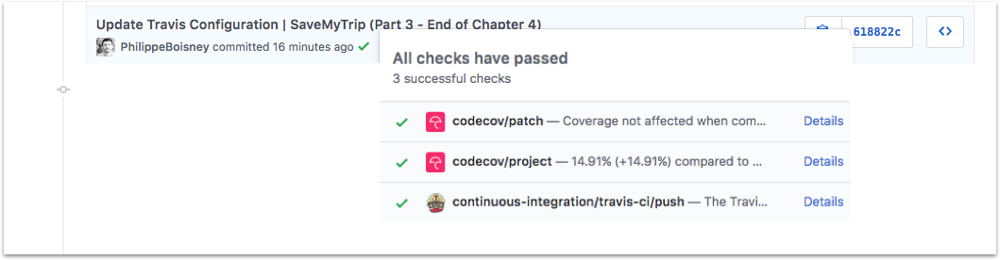 Update Travis Configuration | SaveMyTrip (Part 3 - End of Chapter 4)
PhilippeBoisney committed 16 minutes ago
618822c
All checks have passed
3 successful checks
codecov/patch — Coverage not affected when com... Details
codecov/project — 14.91% (+14.91%) compared to ... Details
continuous-integration/travis-ci/push — The Travi... Details